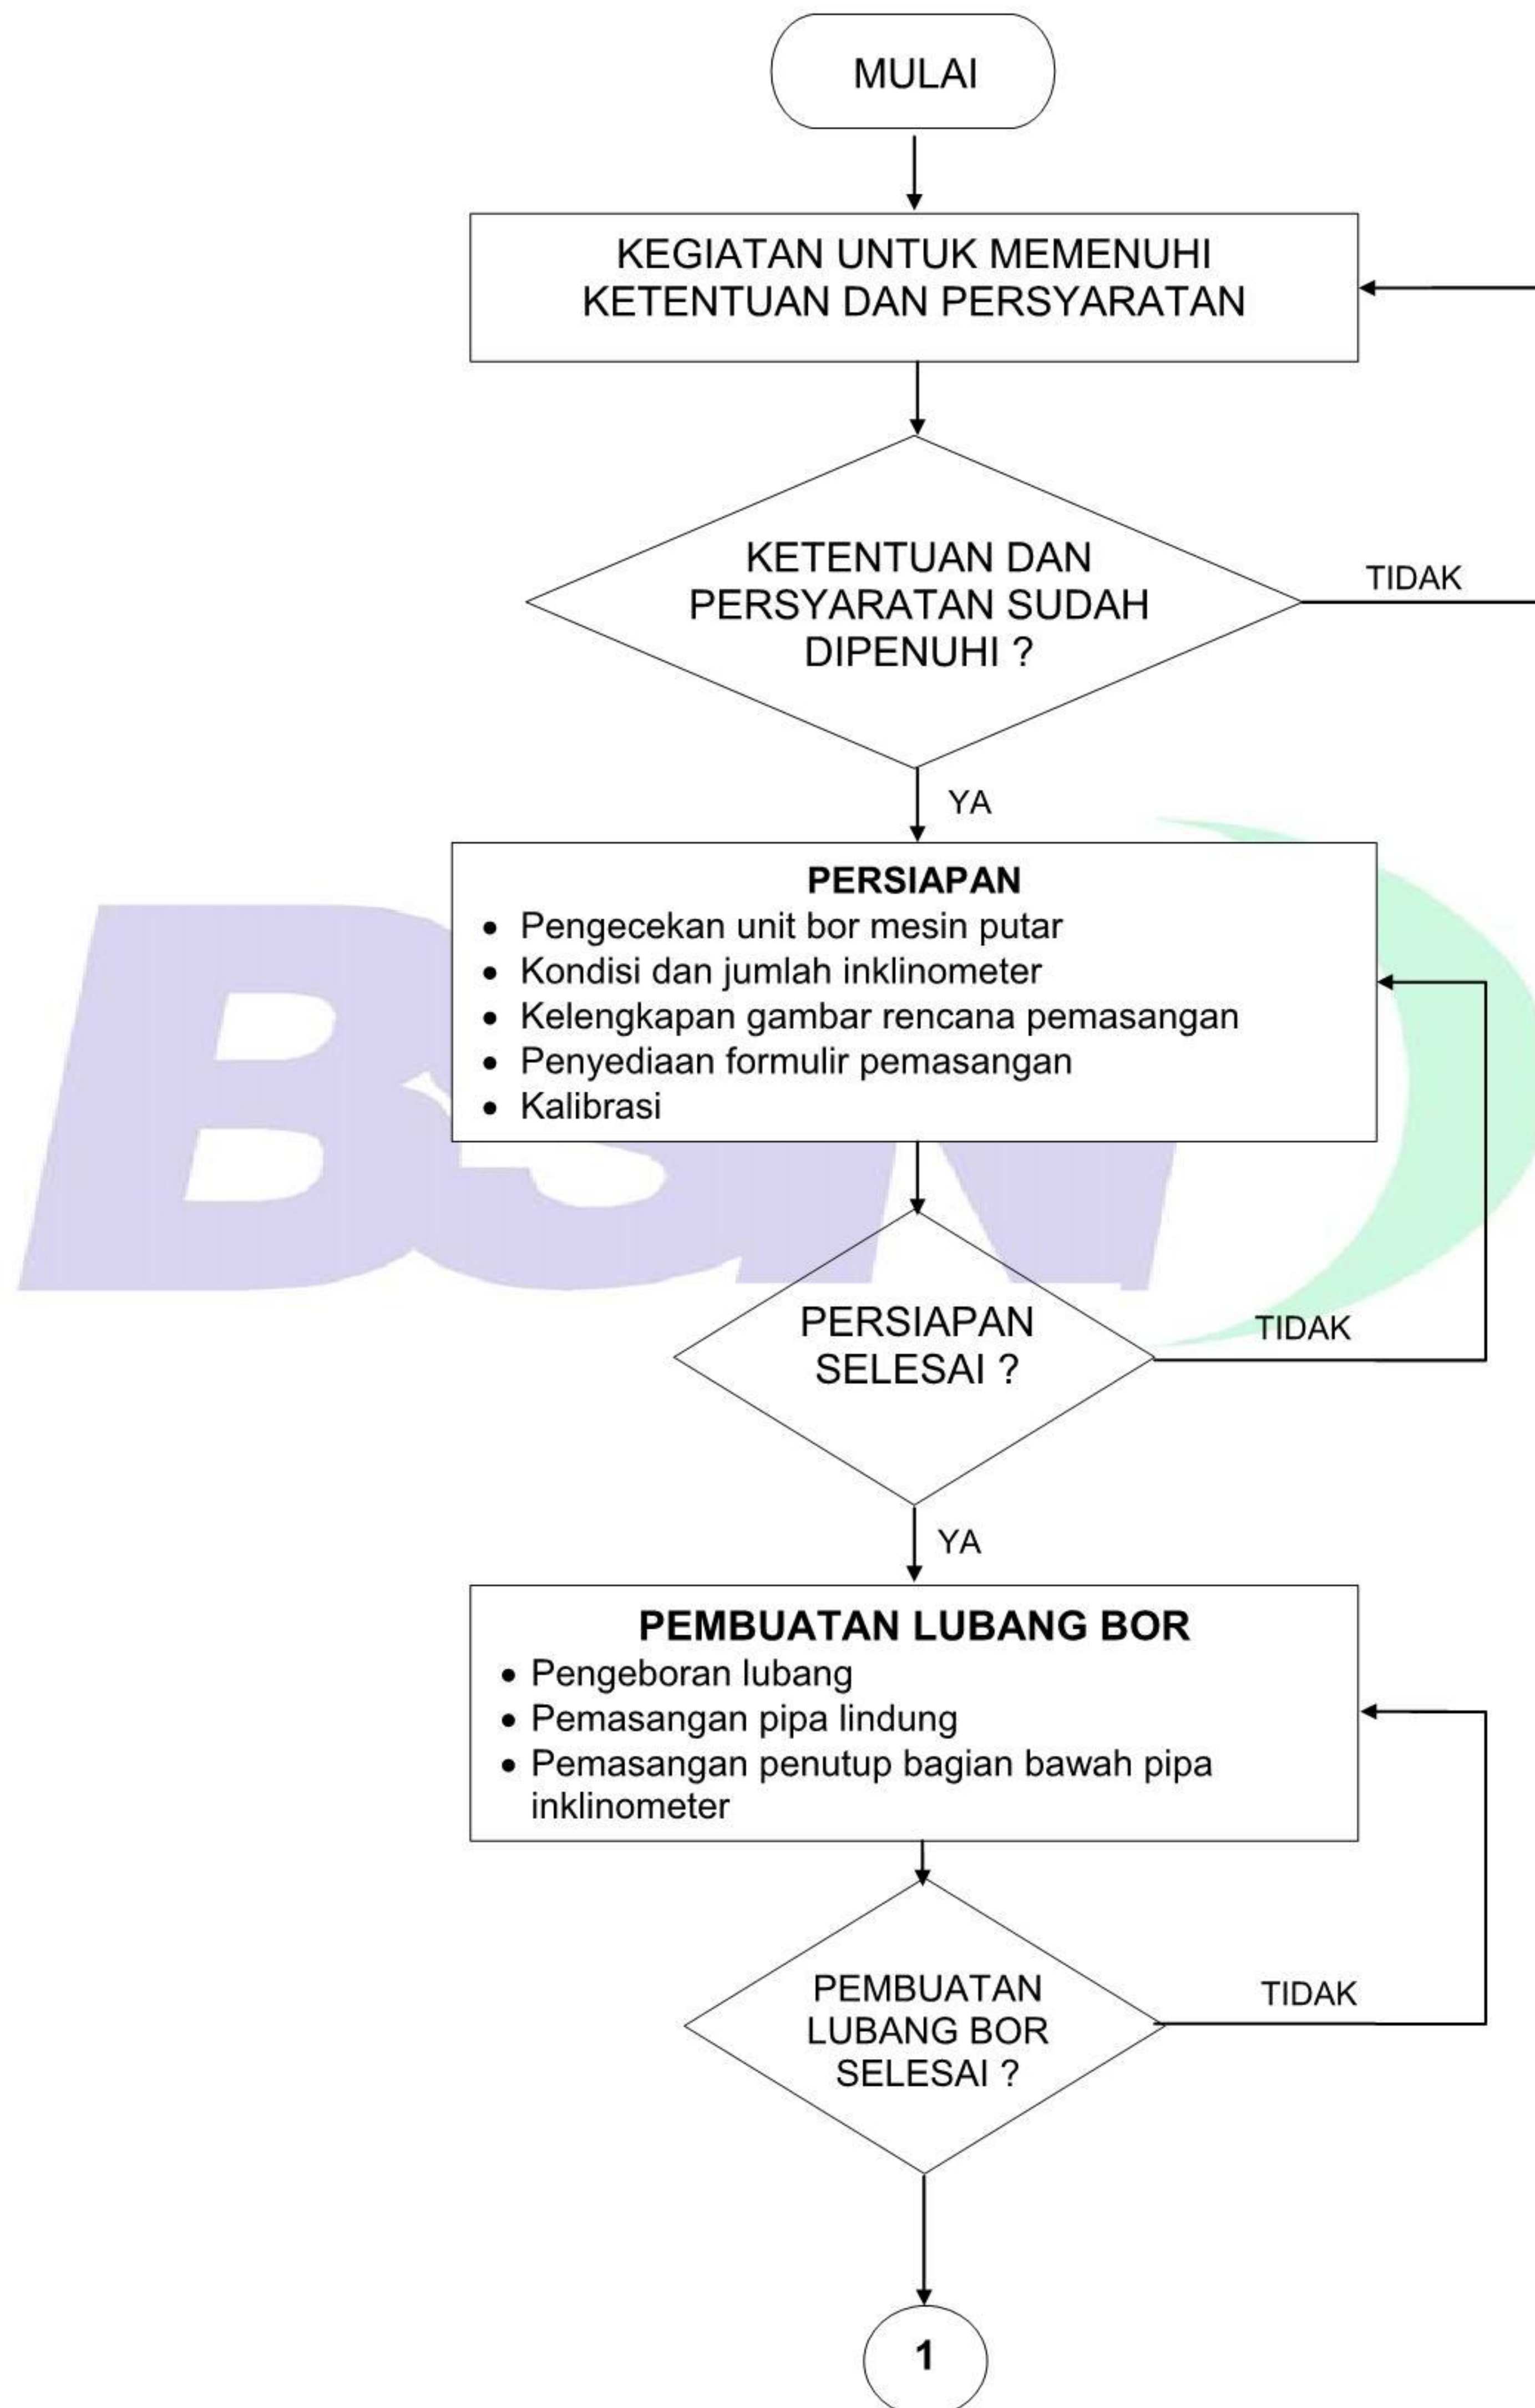 MULAI
KEGIATAN UNTUK MEMENUHI
KETENTUAN DAN PERSYARATAN
KETENTUAN DAN
PERSYARATAN SUDAH
DIPENUHI ?
TIDAK
YA
PERSIAPAN
• Pengecekan unit bor mesin putar
• Kondisi dan jumlah inklinometer
• Kelengkapan gambar rencana pemasangan
• Penyediaan formulir pemasangan
• Kalibrasi
BSN
PERSIAPAN
SELESAI ?
TIDAK
YA
PEMBUATAN LUBANG BOR
• Pengeboran lubang
• Pemasangan pipa lindung
• Pemasangan penutup bagian bawah pipa
inklinometer
PEMBUATAN
LUBANG BOR
SELESAI ?
TIDAK
1